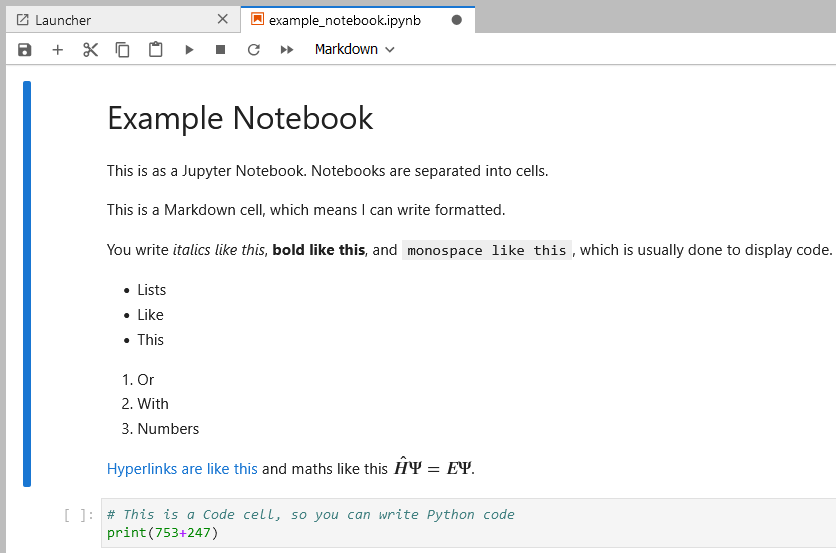 Launcher
example_notebook.ipynb
Markdown
Example Notebook
This is as a Jupyter Notebook. Notebooks are separated into cells.
This is a Markdown cell, which means I can write formatted.
You write italics like this, bold like this, and monospace like this, which is usually done to display code.
• Lists
• Like
• This
1. Or
2. With
3. Numbers
Hyperlinks are like this and maths like this ĤΨ = EΨ.
[ ]: # This is a Code cell, so you can write Python code
print(753+247)